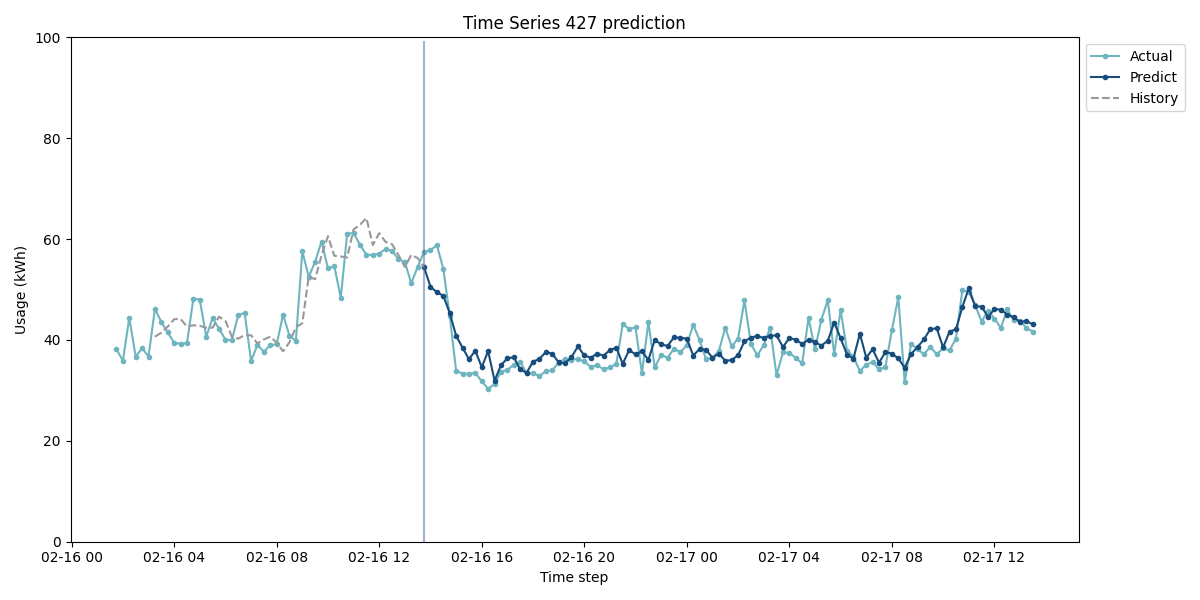 Time Series 427 prediction
Usage (kWh)
100
80
60
40
20
0
02-16 00
02-16 04
02-16 08
02-16 12
02-16 16
02-16 20
02-17 00
02-17 04
02-17 08
02-17 12
Time step
Actual
Predict
History